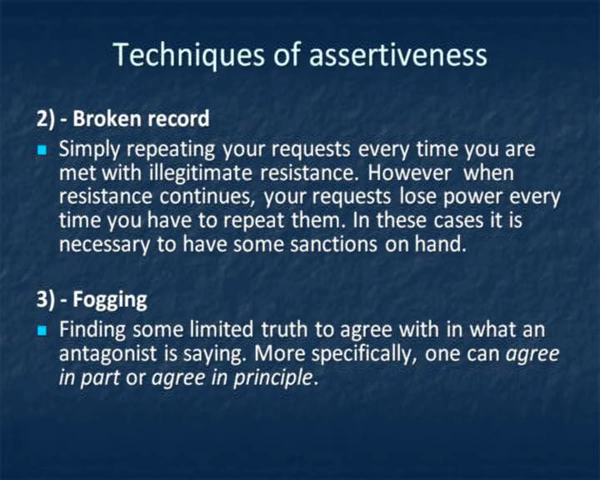 Techniques of assertiveness
2) - Broken record
Simply repeating your requests every time you are
met with illegitimate resistance. However when
resistance continues, your requests lose power every
time you have to repeat them. In these cases it is
necessary to have some sanctions on hand.
3) - Fogging
Finding some limited truth to agree with in what an
antagonist is saying. More specifically, one can agree
in part or agree in principle.